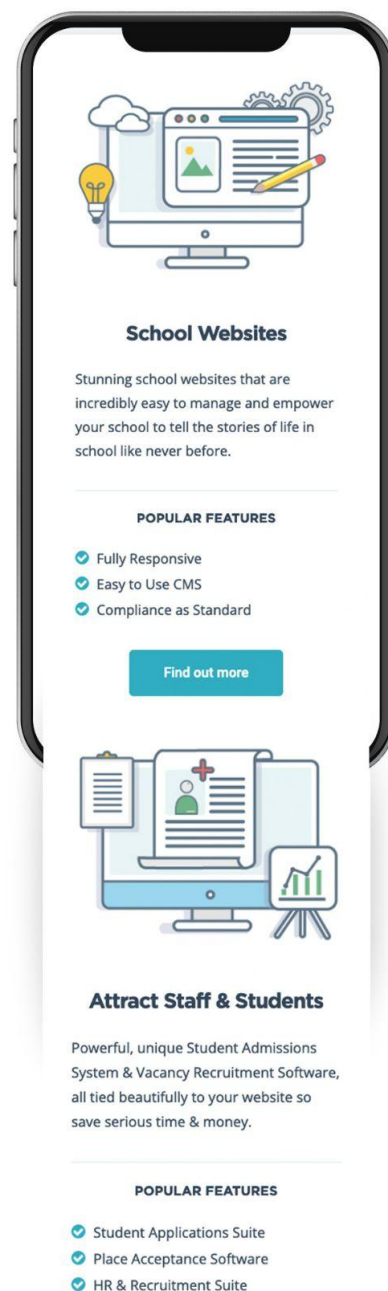 School Websites
Stunning school websites that are
incredibly easy to manage and empower
your school to tell the stories of life in
school like never before.
POPULAR FEATURES
Fully Responsive
Easy to Use CMS
Compliance as Standard
Find out more
Attract Staff & Students
Powerful, unique Student Admissions
System & Vacancy Recruitment Software,
all tied beautifully to your website so
save serious time & money.
POPULAR FEATURES
Student Applications Suite
Place Acceptance Software
HR & Recruitment Suite